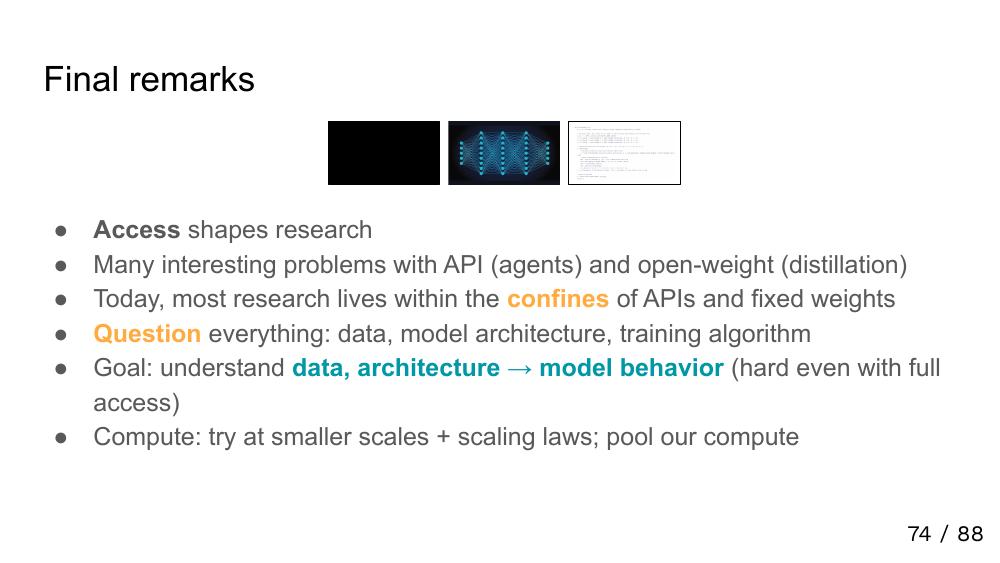 Final remarks
● Access shapes research
● Many interesting problems with API (agents) and open-weight (distillation)
● Today, most research lives within the confines of APIs and fixed weights
● Question everything: data, model architecture, training algorithm
● Goal: understand data, architecture → model behavior (hard even with full
access)
● Compute: try at smaller scales + scaling laws; pool our compute
74 / 88